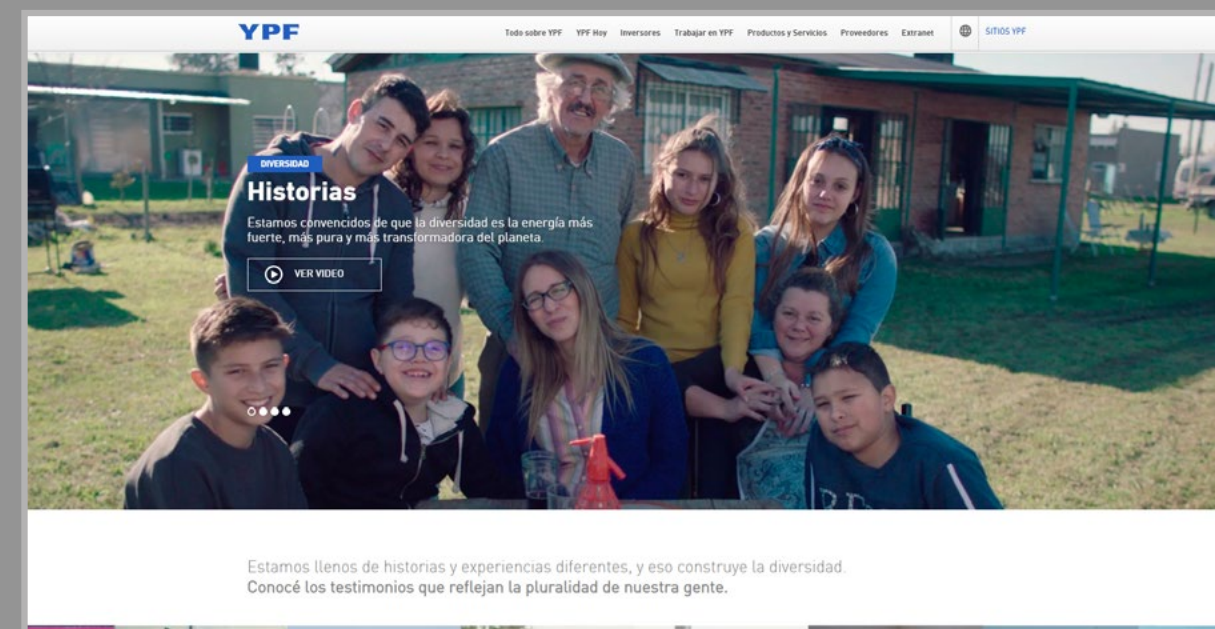 YPF
Todo sobre YPF YPF Hoy Inversores Trabajar en YPF Productos y Servicios Proveedores Extranet SITIOS YPF
DIVERSIDAD
Historias
Estamos convencidos de que la diversidad es la energía más
fuerte, más pura y más transformadora del planeta.
VER VIDEO
Estamos llenos de historias y experiencias diferentes, y eso construye la diversidad.
Conocé los testimonios que reflejan la pluralidad de nuestra gente.